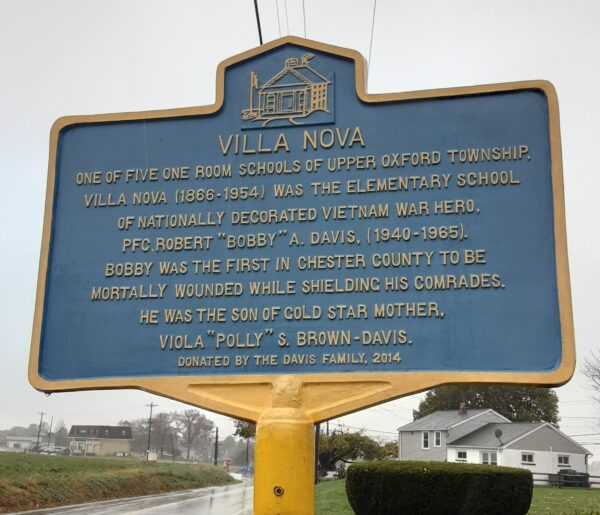 VILLA NOVA
ONE OF FIVE ONE ROOM SCHOOLS OF UPPER OXFORD TOWNSHIP.
VILLA NOVA (1866-1954) WAS THE ELEMENTARY SCHOOL
OF NATIONALLY DECORATED VIETNAM WAR HERO,
PFC. ROBERT "BOBBY" A. DAVIS, (1940-1965).
BOBBY WAS THE FIRST IN CHESTER COUNTY TO BE
MORTALLY WOUNDED WHILE SHIELDING HIS COMRADES.
HE WAS THE SON OF GOLD STAR MOTHER,
VIOLA "POLLY" S. BROWN-DAVIS.
DONATED BY THE DAVIS FAMILY, 2014